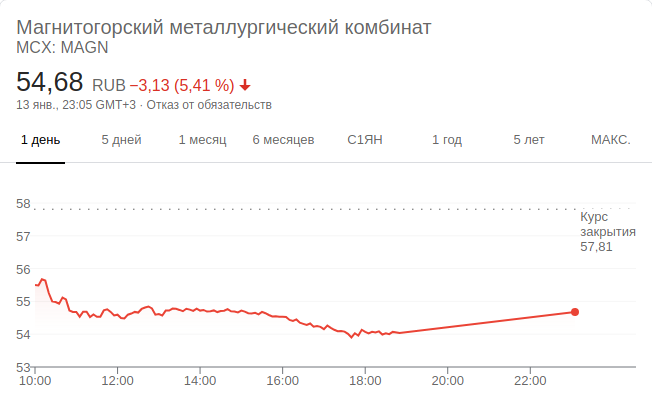 Магнитогорский металлургический комбинат
MCX: MAGN
54,68 RUB −3,13 (5,41 %)
13 янв., 23:05 GMT+3 · Отказ от обязательств
1 день 5 дней 1 месяц 6 месяцев С1ЯН 1 год 5 лет МАКС.
58
Курс
закрытия
57,81
57
56
55
54
53
10:00 12:00 14:00 16:00 18:00 20:00 22:00